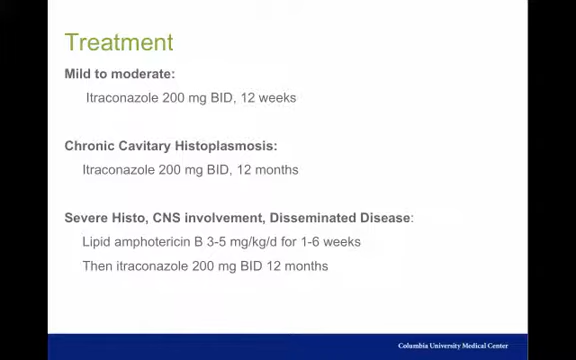 Treatment
Mild to moderate:
Itraconazole 200 mg BID, 12 weeks
Chronic Cavitary Histoplasmosis:
Itraconazole 200 mg BID, 12 months
Severe Histo, CNS involvement, Disseminated Disease:
Lipid amphotericin B 3-5 mg/kg/d for 1-6 weeks
Then itraconazole 200 mg BID 12 months
Columbia University Medical Center